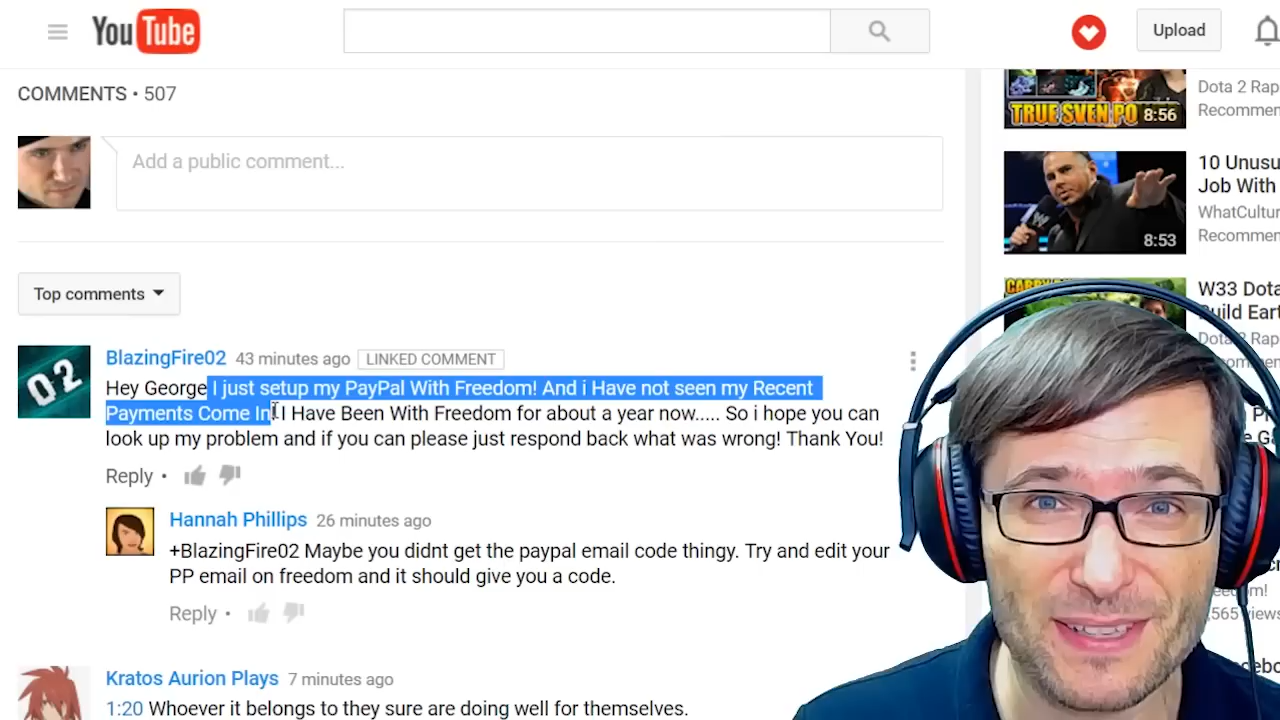 YouTube
Upload
COMMENTS • 507
Add a public comment...
Top comments
BlazingFire02 43 minutes ago LINKED COMMENT
Hey George I just setup my PayPal With Freedom! And i Have not seen my Recent
Payments Come In! I Have Been With Freedom for about a year now..... So i hope you can
look up my problem and if you can please just respond back what was wrong! Thank You!
Reply •
Hannah Phillips 26 minutes ago
+BlazingFire02 Maybe you didnt get the paypal email code thingy. Try and edit your
PP email on freedom and it should give you a code.
Reply •
Kratos Aurion Plays 7 minutes ago
1:20 Whoever it belongs to they sure are doing well for themselves.
02
TRUE SVEN
8:56
Dota 2 Rap
Recommen
8:53
10 Unusu
Job With
WhatCultur
Recommen
CARRY
W33 Dota
Build Eart
Dota 2 Rap